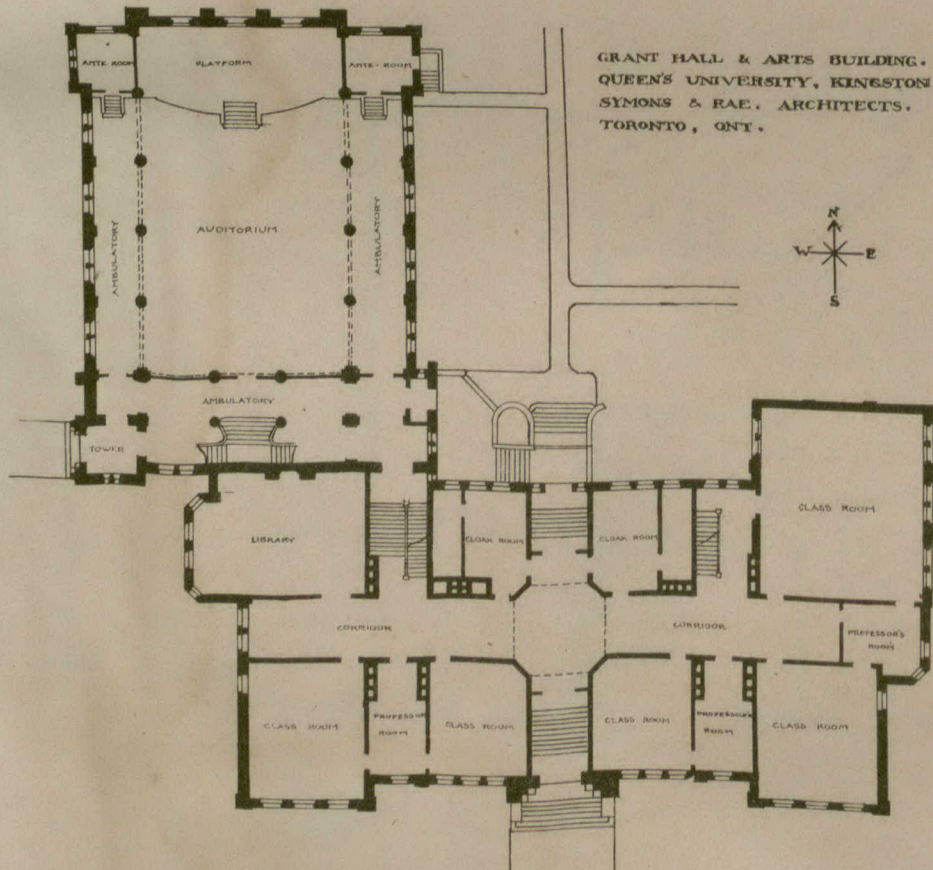 GRANT HALL & ARTS BUILDING.
QUEEN'S UNIVERSITY, KINGSTON
SYMONS & RAE. ARCHITECTS.
TORONTO, ONT.
ANTE-ROOM
PLATFORM
ANTE-ROOM
AMBULATORY
AUDITORIUM
AMBULATORY
N
W
E
S
AMBULATORY
TOWER
LIBRARY
CLOAK ROOM
CLOAK ROOM
CLASS ROOM
CORRIDOR
CORRIDOR
PROFESSOR'S
ROOM
CLASS ROOM
PROFESSOR
ROOM
CLASS ROOM
CLASS ROOM
PROFESSOR'S
ROOM
CLASS ROOM